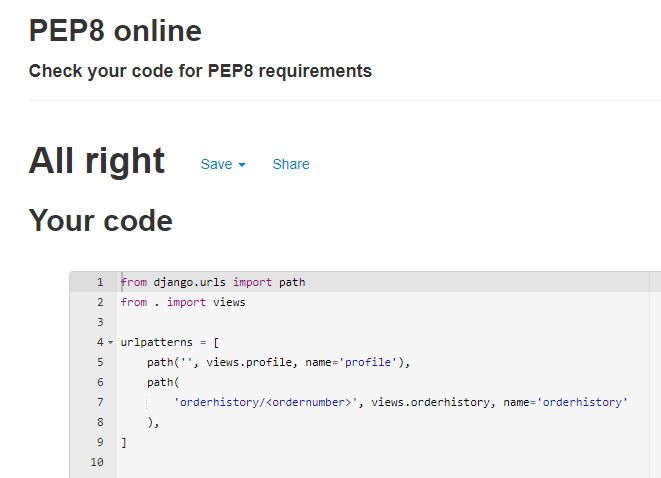 PEP8 online
Check your code for PEP8 requirements
All right Save Share
Your code
1 from django.urls import path
2 from . import views
3
4 urlpatterns = [
5     path('', views.profile, name='profile'),
6     path(
7         'orderhistory/<ordernumber>', views.orderhistory, name='orderhistory'
8     ),
9 ]
10